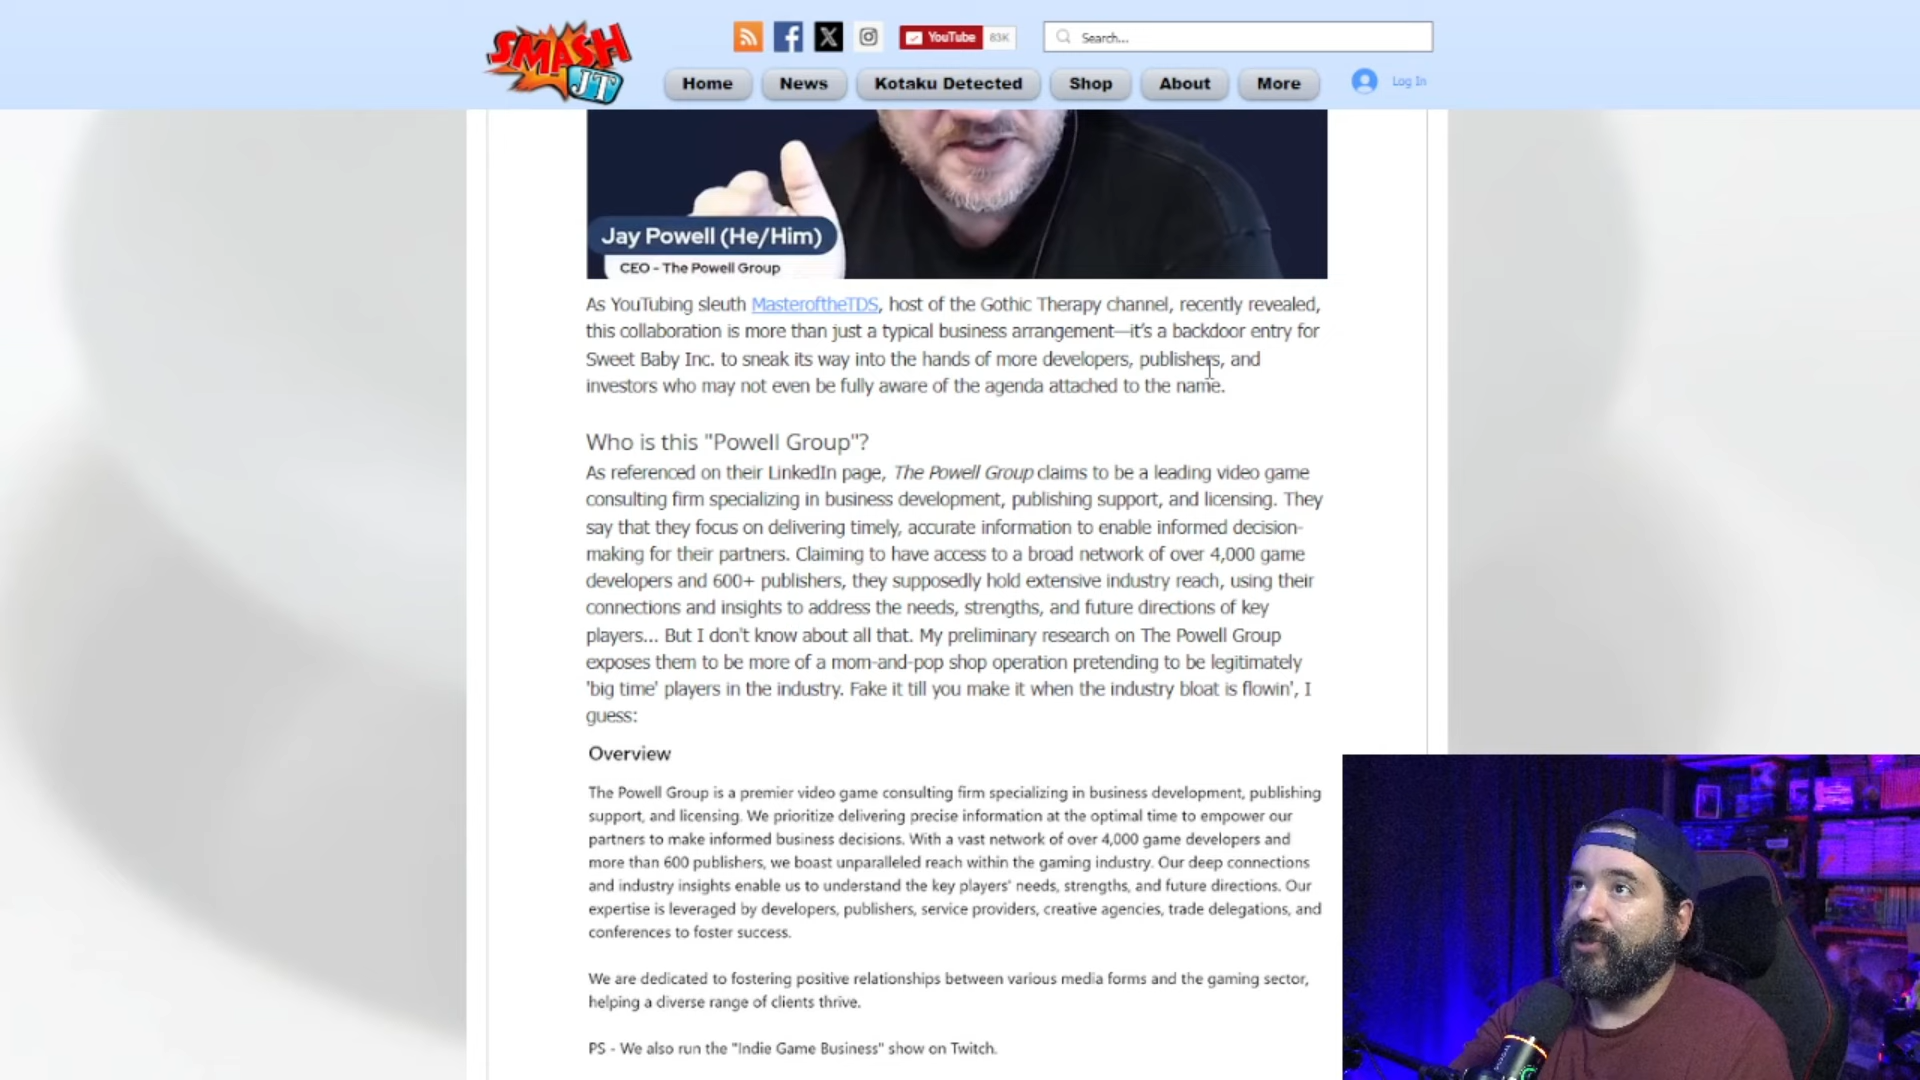 SMASH
JT
YouTube 83K
Search...
Home
News
Kotaku Detected
Shop
About
More
Log In
Jay Powell (He/Him)
CEO - The Powell Group
As YouTubing sleuth MasteroftheTDS, host of the Gothic Therapy channel, recently revealed,
this collaboration is more than just a typical business arrangement—it's a backdoor entry for
Sweet Baby Inc. to sneak its way into the hands of more developers, publishers, and
investors who may not even be fully aware of the agenda attached to the name.
Who is this "Powell Group"?
As referenced on their LinkedIn page, The Powell Group claims to be a leading video game
consulting firm specializing in business development, publishing support, and licensing. They
say that they focus on delivering timely, accurate information to enable informed decision-
making for their partners. Claiming to have access to a broad network of over 4,000 game
developers and 600+ publishers, they supposedly hold extensive industry reach, using their
connections and insights to address the needs, strengths, and future directions of key
players... But I don't know about all that. My preliminary research on The Powell Group
exposes them to be more of a mom-and-pop shop operation pretending to be legitimately
'big time' players in the industry. Fake it till you make it when the industry bloat is flowin', I
guess:
Overview
The Powell Group is a premier video game consulting firm specializing in business development, publishing
support, and licensing. We prioritize delivering precise information at the optimal time to empower our
partners to make informed business decisions. With a vast network of over 4,000 game developers and
more than 600 publishers, we boast unparalleled reach within the gaming industry. Our deep connections
and industry insights enable us to understand the key players' needs, strengths, and future directions. Our
expertise is leveraged by developers, publishers, service providers, creative agencies, trade delegations, and
conferences to foster success.
We are dedicated to fostering positive relationships between various media forms and the gaming sector,
helping a diverse range of clients thrive.
PS - We also run the "Indie Game Business" show on Twitch.